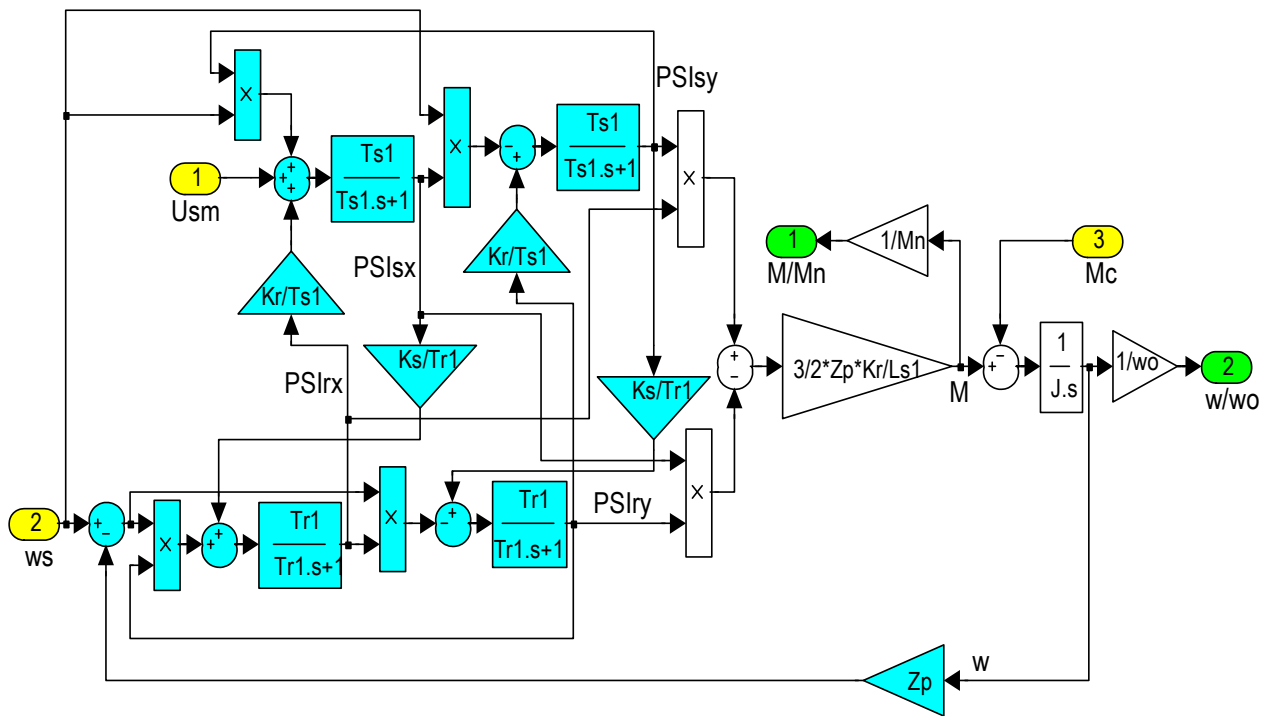 PSIsy
X
Ts1
Ts1.s+1
Ts1
Ts1.s+1
X
-
+
X
1
Usm
+
+
+
Kr/Ts1
PSIsx
Kr/Ts1
1
M/Mn
1/Mn
3
Mc
PSIrx
Ks/Tr1
Ks/Tr1
+
-
3/2*Zp*Kr/Ls1
M
-
+
1
J.s
1/wo
2
w/wo
2
ws
+
-
X
+
+
Tr1
Tr1.s+1
X
+
-
Tr1
Tr1.s+1
PSIry
X
Zp
w